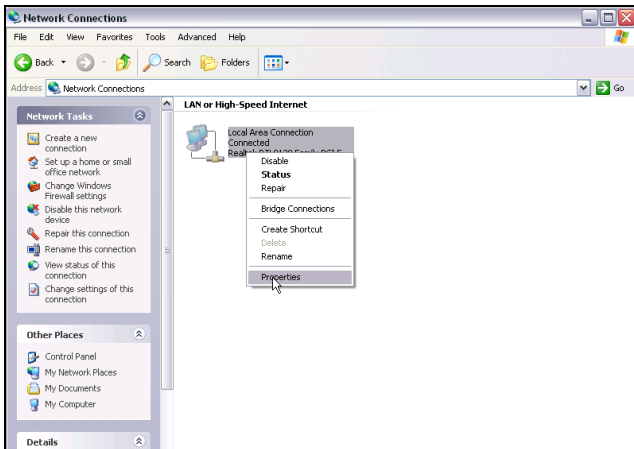 Network Connections
File Edit View Favorites Tools Advanced Help
Back Search Folders
Address Network Connections Go
Network Tasks
Create a new
connection
Set up a home or small
office network
Change Windows
Firewall settings
Disable this network
device
Repair this connection
Rename this connection
View status of this
connection
Change settings of this
connection
Other Places
Control Panel
My Network Places
My Documents
My Computer
Details
LAN or High-Speed Internet
Local Area Connection
Connected
Realtek
Disable
Status
Repair
Bridge Connections
Create Shortcut
Delete
Rename
Properties